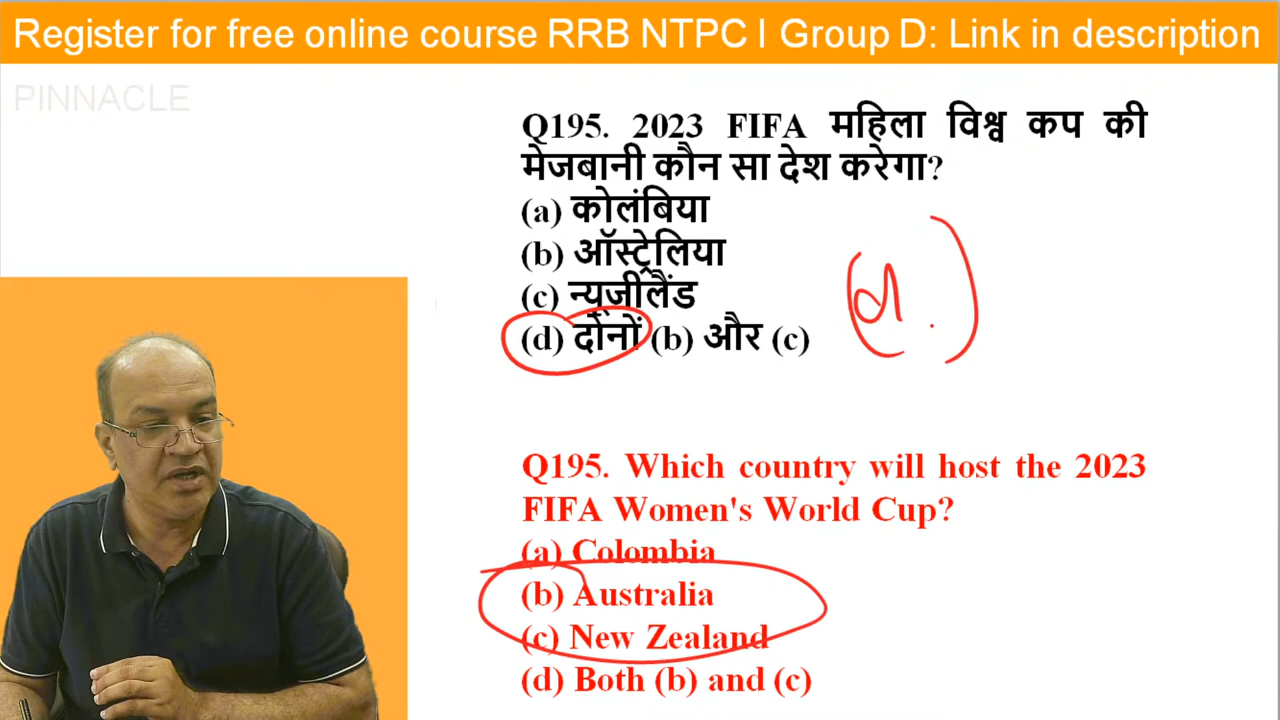 Register for free online course RRB NTPC I Group D: Link in description
PINNACLE
Q195. 2023 FIFA महिला विश्व कप की
मेजबानी कौन सा देश करेगा?
(a) कोलंबिया
(b) ऑस्ट्रेलिया
(c) न्यूज़ीलैंड
(d) दोनों (b) और (c)
Q195. Which country will host the 2023
FIFA Women's World Cup?
(a) Colombia
(b) Australia
(c) New Zealand
(d) Both (b) and (c)